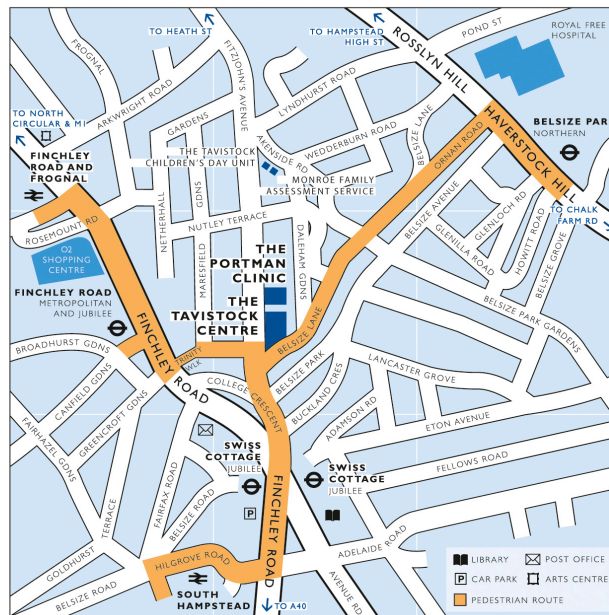 TO HEATH ST
TO HAMPSTEAD
HIGH ST
ROYAL FREE
HOSPITAL
POND ST
ROSSLYN HILL
FROGNAL
FITZJOHN'S AVENUE
ARKWRIGHT ROAD
LYNDHURST ROAD
TO NORTH
CIRCULAR & M1
GARDENS
WEDDERBURN ROAD
BELSIZE LANE
HAVERSTOCK HILL
BELSIZE PAR
NORTHERN
AKENSIDE RD
ORNAN ROAD
FINCHLEY
ROAD AND
FROGNAL
THE TAVISTOCK
CHILDREN'S DAY UNIT
MONROE FAMILY
ASSESSMENT SERVICE
TO CHALK
FARM RD
NETHERHALL
GDNS
NUTLEY TERRACE
BELSIZE AVENUE
GLENLOCH RD
GLENILLA ROAD
HOWITT ROAD
BELSIZE GROVE
ROSEMOUNT RD
MARESFIELD
GDNS
DALEHAM GDNS
O2
SHOPPING
CENTRE
THE
PORTMAN
CLINIC
THE
TAVISTOCK
CENTRE
FINCHLEY ROAD
METROPOLITAN
AND JUBILEE
BELSIZE PARK GARDENS
BELSIZE LANE
BROADHURST GDNS
FINCHLEY ROAD
TRINITY
WLK
BELSIZE PARK
LANCASTER GROVE
CANFIELD GDNS
COLLEGE CRESCENT
BUCKLAND CRES
GREENCROFT GDNS
ADAMSON RD
ETON AVENUE
FAIRHAZEL GDNS
FELLOWS ROAD
SWISS
COTTAGE
JUBILEE
SWISS
COTTAGE
JUBILEE
FAIRFAX ROAD
BELSIZE ROAD
FINCHLEY ROAD
P
TERRACE
GOLDHURST
HILGROVE ROAD
ADELAIDE ROAD
BELSIZE ROAD
SOUTH
HAMPSTEAD
TO A40
AVENUE RD
LIBRARY
POST OFFICE
P
CAR PARK
ARTS CENTRE
PEDESTRIAN ROUTE